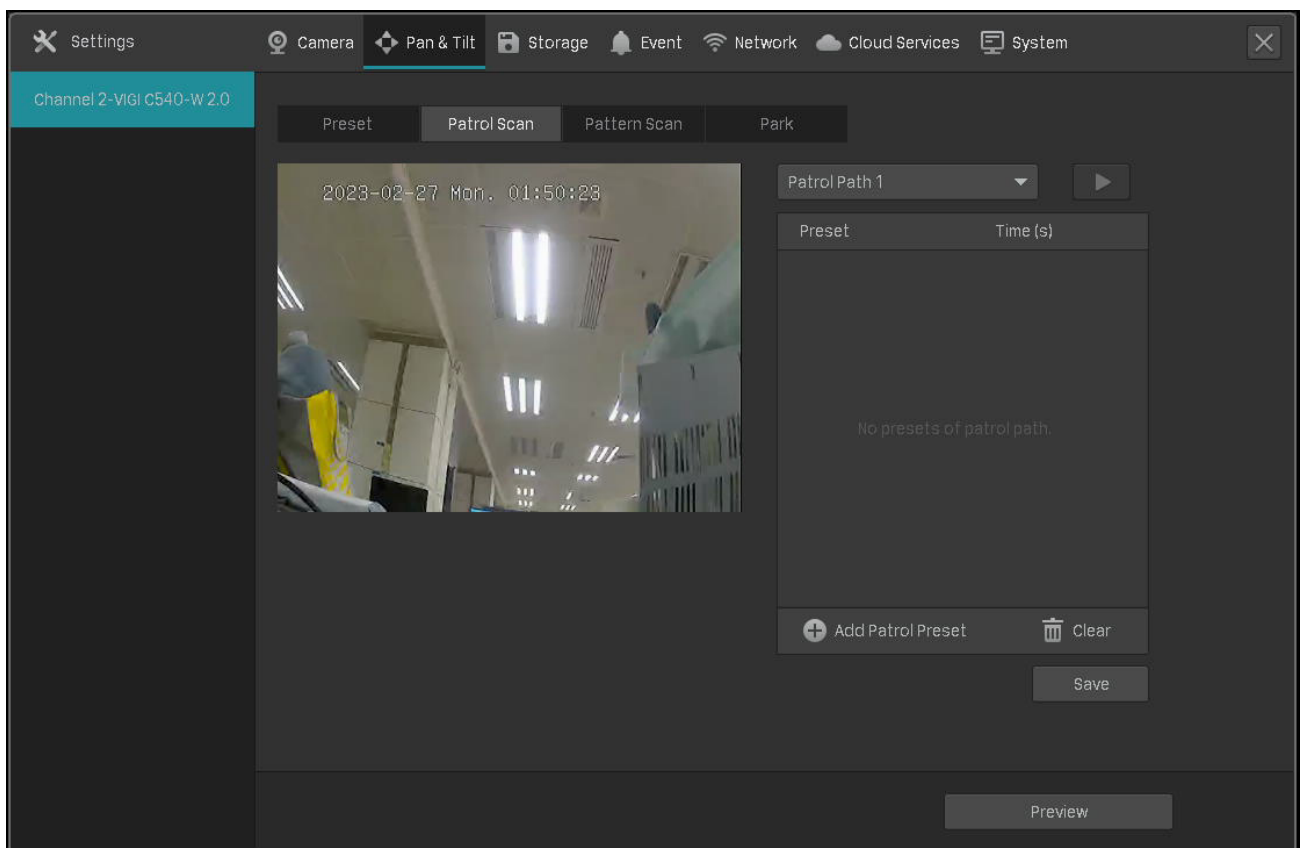 Settings Camera Pan & Tilt Storage Event Network Cloud Services System
Channel 2-VIGI C540-W 2.0
Preset Patrol Scan Pattern Scan Park
2023-02-27 Mon. 01:50:23
Patrol Path 1
Preset Time (s)
No presets of patrol path.
Add Patrol Preset Clear
Save
Preview